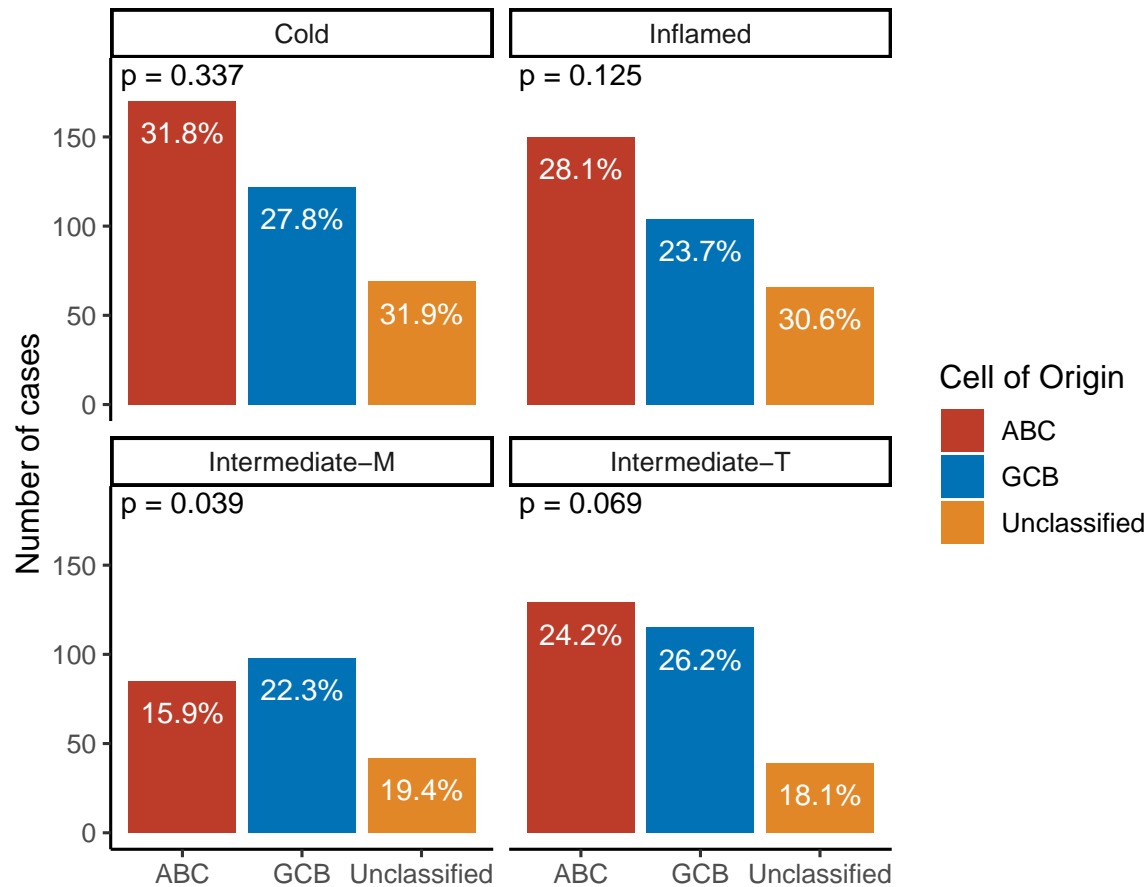 Cold
Inflamed
p = 0.337
p = 0.125
150
100
50
0
31.8%
27.8%
31.9%
28.1%
23.7%
30.6%
Number of cases
Intermediate−M
Intermediate−T
p = 0.039
p = 0.069
150
100
50
0
15.9%
22.3%
19.4%
24.2%
26.2%
18.1%
ABC
GCB
Unclassified
ABC
GCB
Unclassified
Cell of Origin
ABC
GCB
Unclassified